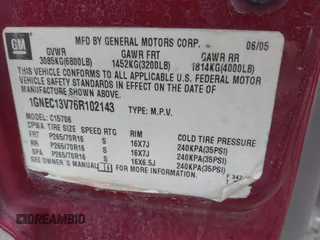 GM
MFD BY GENERAL MOTORS CORP. 06/05
GVWR GAWR FRT GAWR RR
3085KG(6800LB) 1452KG(3200LB) 1814KG(4000LB)
THIS VEHICLE CONFORMS TO ALL APPLICABLE U.S. FEDERAL MOTOR
VEHICLE SAFETY STANDARDS IN EFFECT ON THE DATE OF
MANUFACTURE SHOWN ABOVE.
1GNEC13V76R102143 TYPE: M.P.V.
MODEL: C15706
TIRE SIZE SPEED RTG RIM COLD TIRE PRESSURE
FRT P265/70R16 S 16X7J 240KPA(35PSI)
RR P265/70R16 S 16X7J 240KPA(35PSI)
SPA P265/70R16 S 16X6.5J 240KPA(35PSI)
SEE OWNER'S MANUAL FOR MORE INFORMATION.
DREAMBID